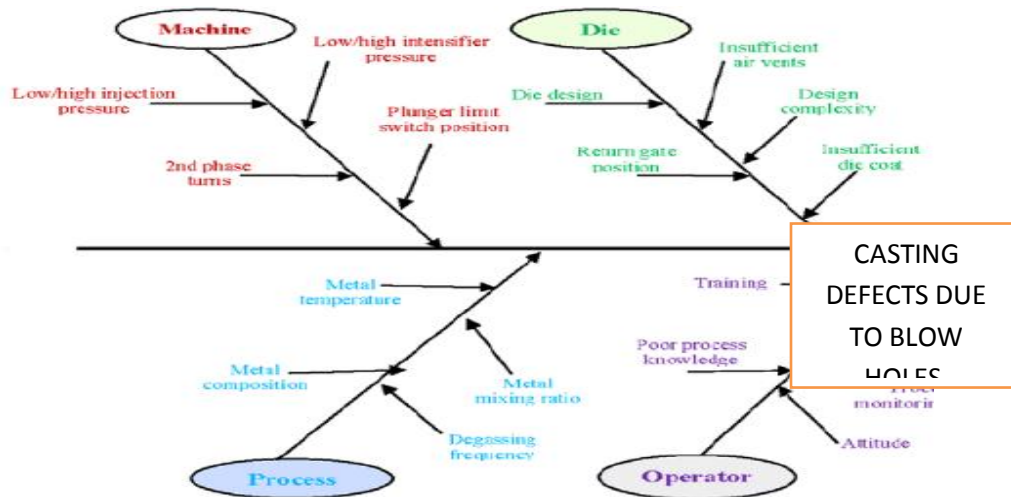 Machine
Low/high intensifier
pressure
Low/high injection
pressure
Plunger limit
switch position
2nd phase
turns
Die
Insufficient
air vents
Die design
Design
complexity
Return gate
position
Insufficient
die coat
CASTING
DEFECTS DUE
TO BLOW
HOLES
Metal
temperature
Metal
composition
Metal
mixing ratio
Degassing
frequency
Process
Training
Poor process
knowledge
monitorin
Attitude
Operator